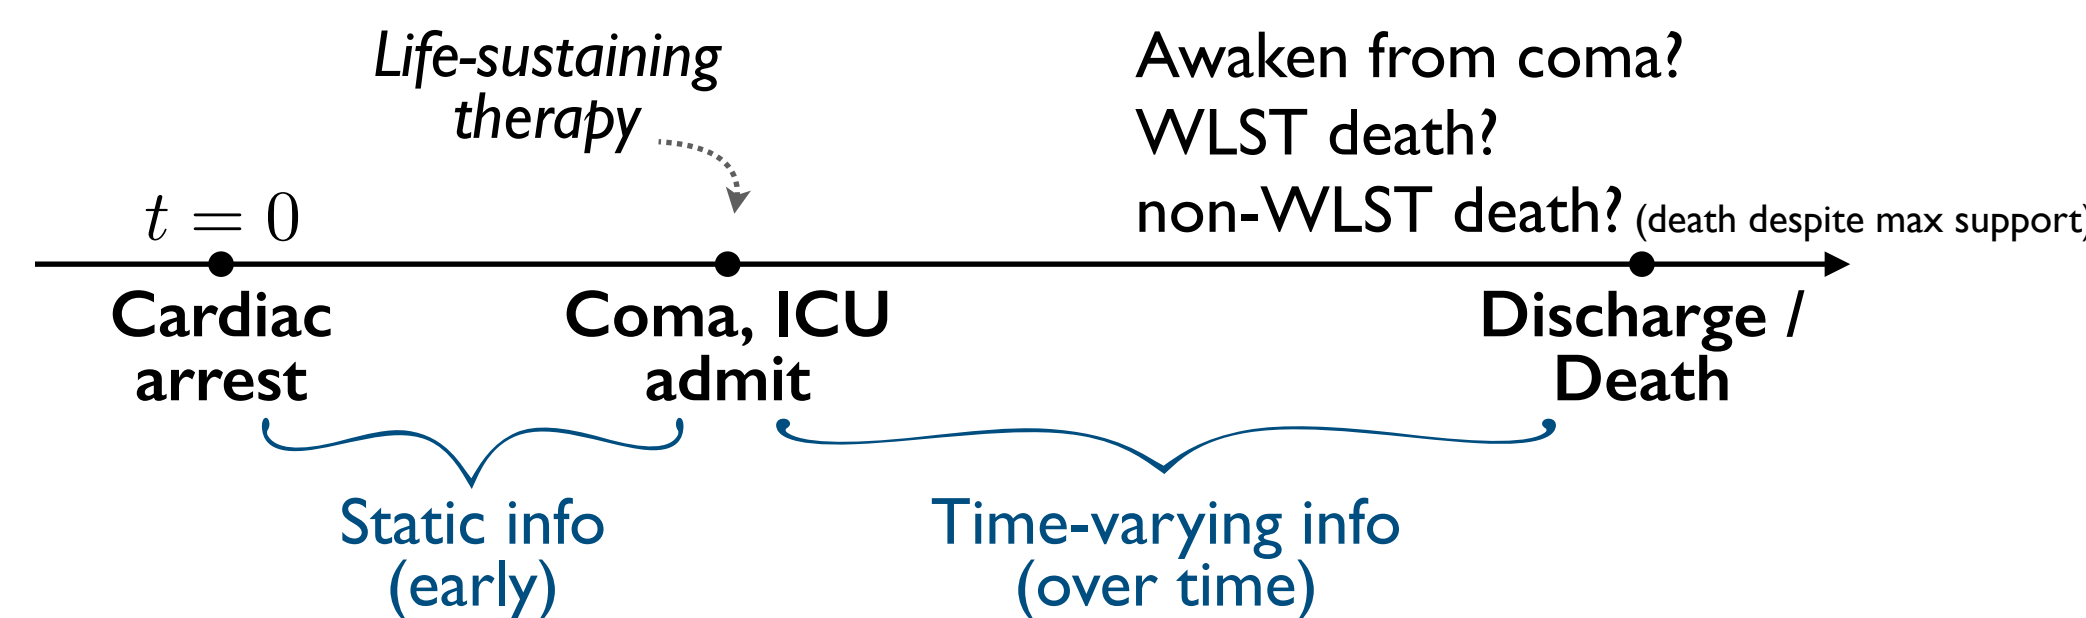 Life-sustaining
therapy
Awaken from coma?
WLST death?
non-WLST death? (death despite max support)
t = 0
Cardiac
arrest
Coma, ICU
admit
Discharge /
Death
Static info
(early)
Time-varying info
(over time)